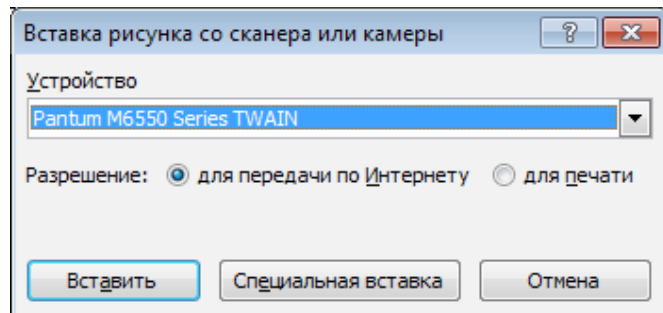 Вставка рисунка со сканера или камеры
Устройство
Pantum M6550 Series TWAIN
Разрешение: для передачи по Интернету для печати
Вставить Специальная вставка Отмена